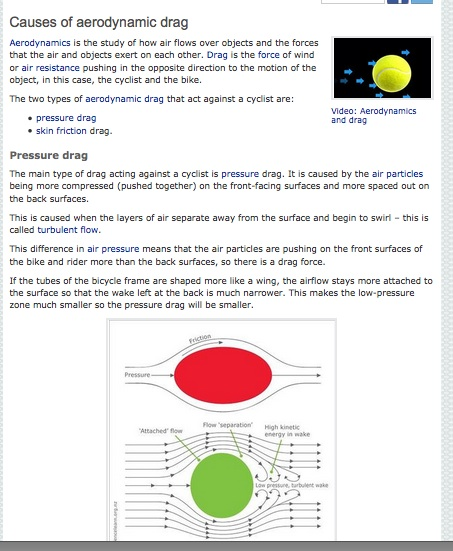 Causes of aerodynamic drag
Aerodynamics is the study of how air flows over objects and the forces
that the air and objects exert on each other. Drag is the force of wind
or air resistance pushing in the opposite direction to the motion of the
object, in this case, the cyclist and the bike.
The two types of aerodynamic drag that act against a cyclist are:
• pressure drag
• skin friction drag.
Video: Aerodynamics
and drag
Pressure drag
The main type of drag acting against a cyclist is pressure drag. It is caused by the air particles
being more compressed (pushed together) on the front-facing surfaces and more spaced out on
the back surfaces.
This is caused when the layers of air separate away from the surface and begin to swirl – this is
called turbulent flow.
This difference in air pressure means that the air particles are pushing on the front surfaces of
the bike and rider more than the back surfaces, so there is a drag force.
If the tubes of the bicycle frame are shaped more like a wing, the airflow stays more attached to
the surface so that the wake left at the back is much narrower. This makes the low-pressure
zone much smaller so the pressure drag will be smaller.
Friction
Pressure
'Attached' flow
Flow 'separation'
High kinetic
energy in wake
Low pressure, turbulent wake